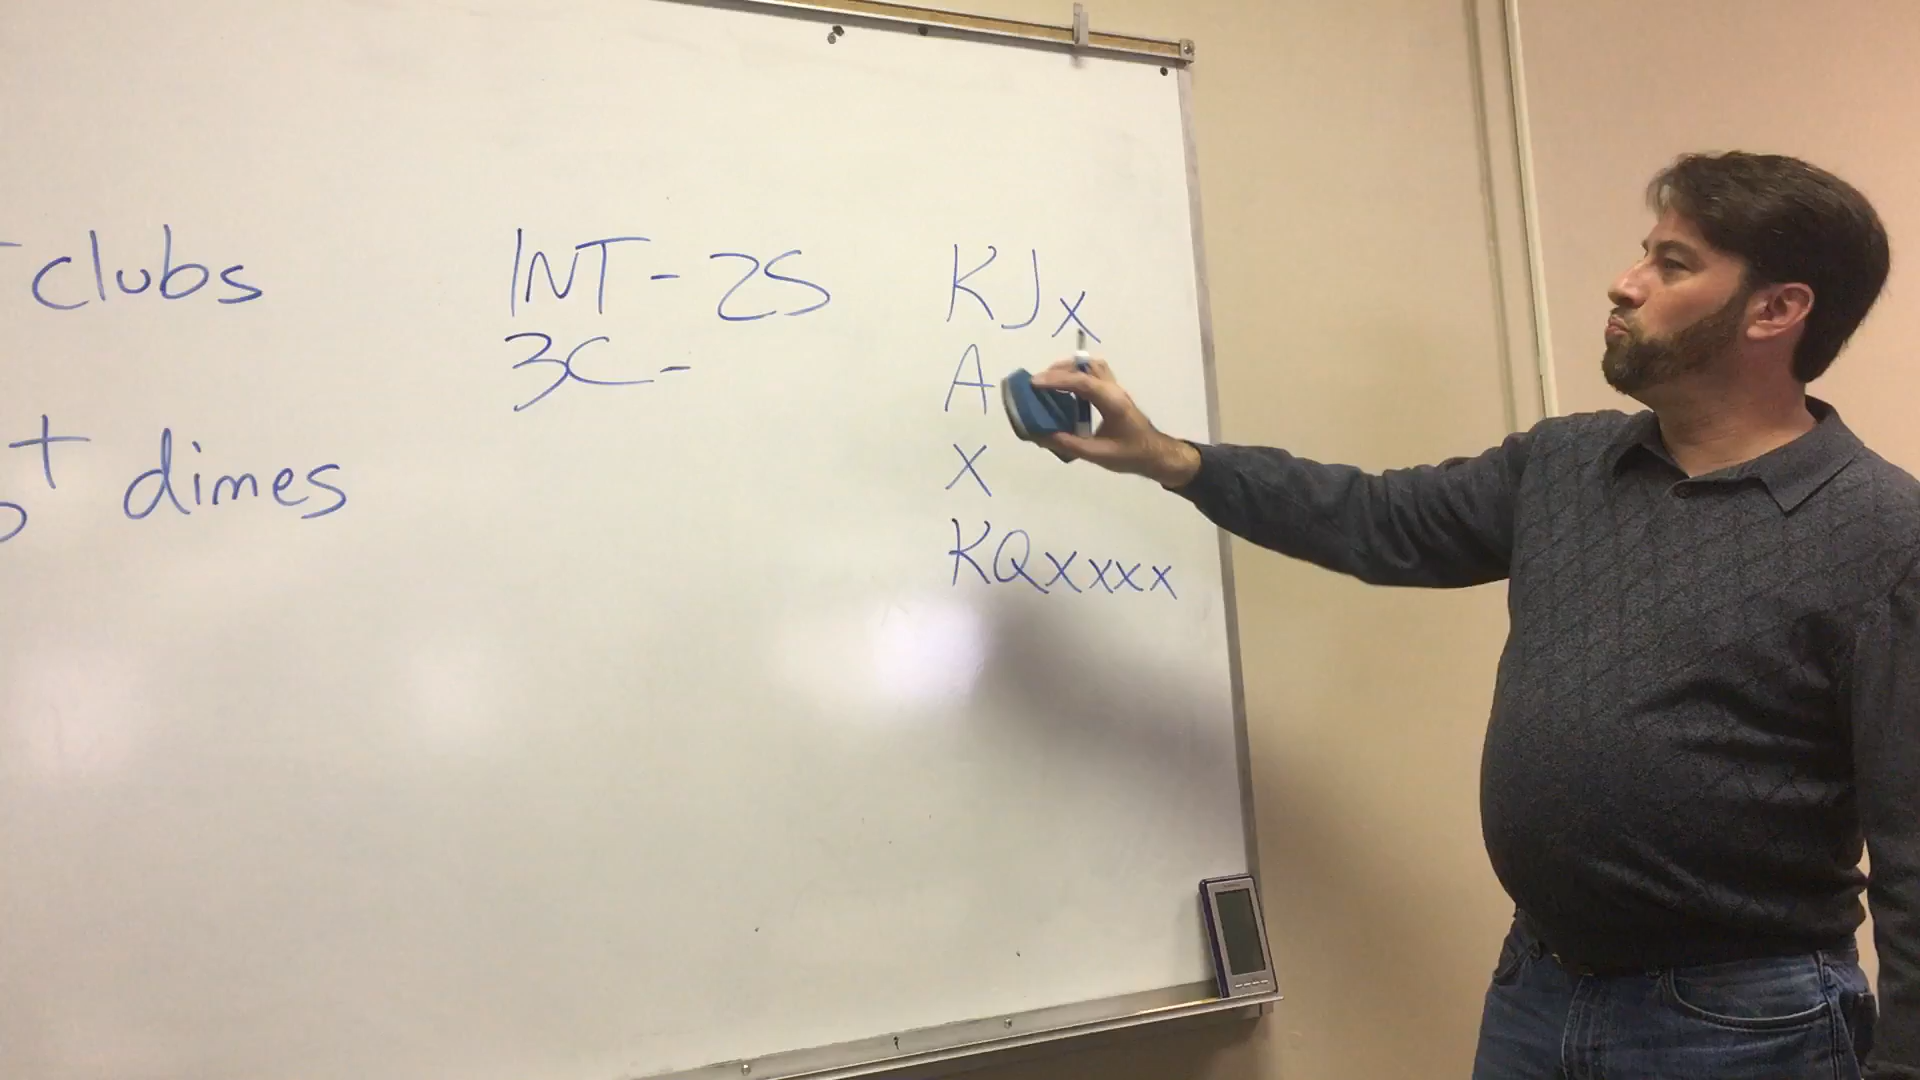 clubs
+ dimes
1NT - 2S
3C -
KJx
A
x
KQxxxx